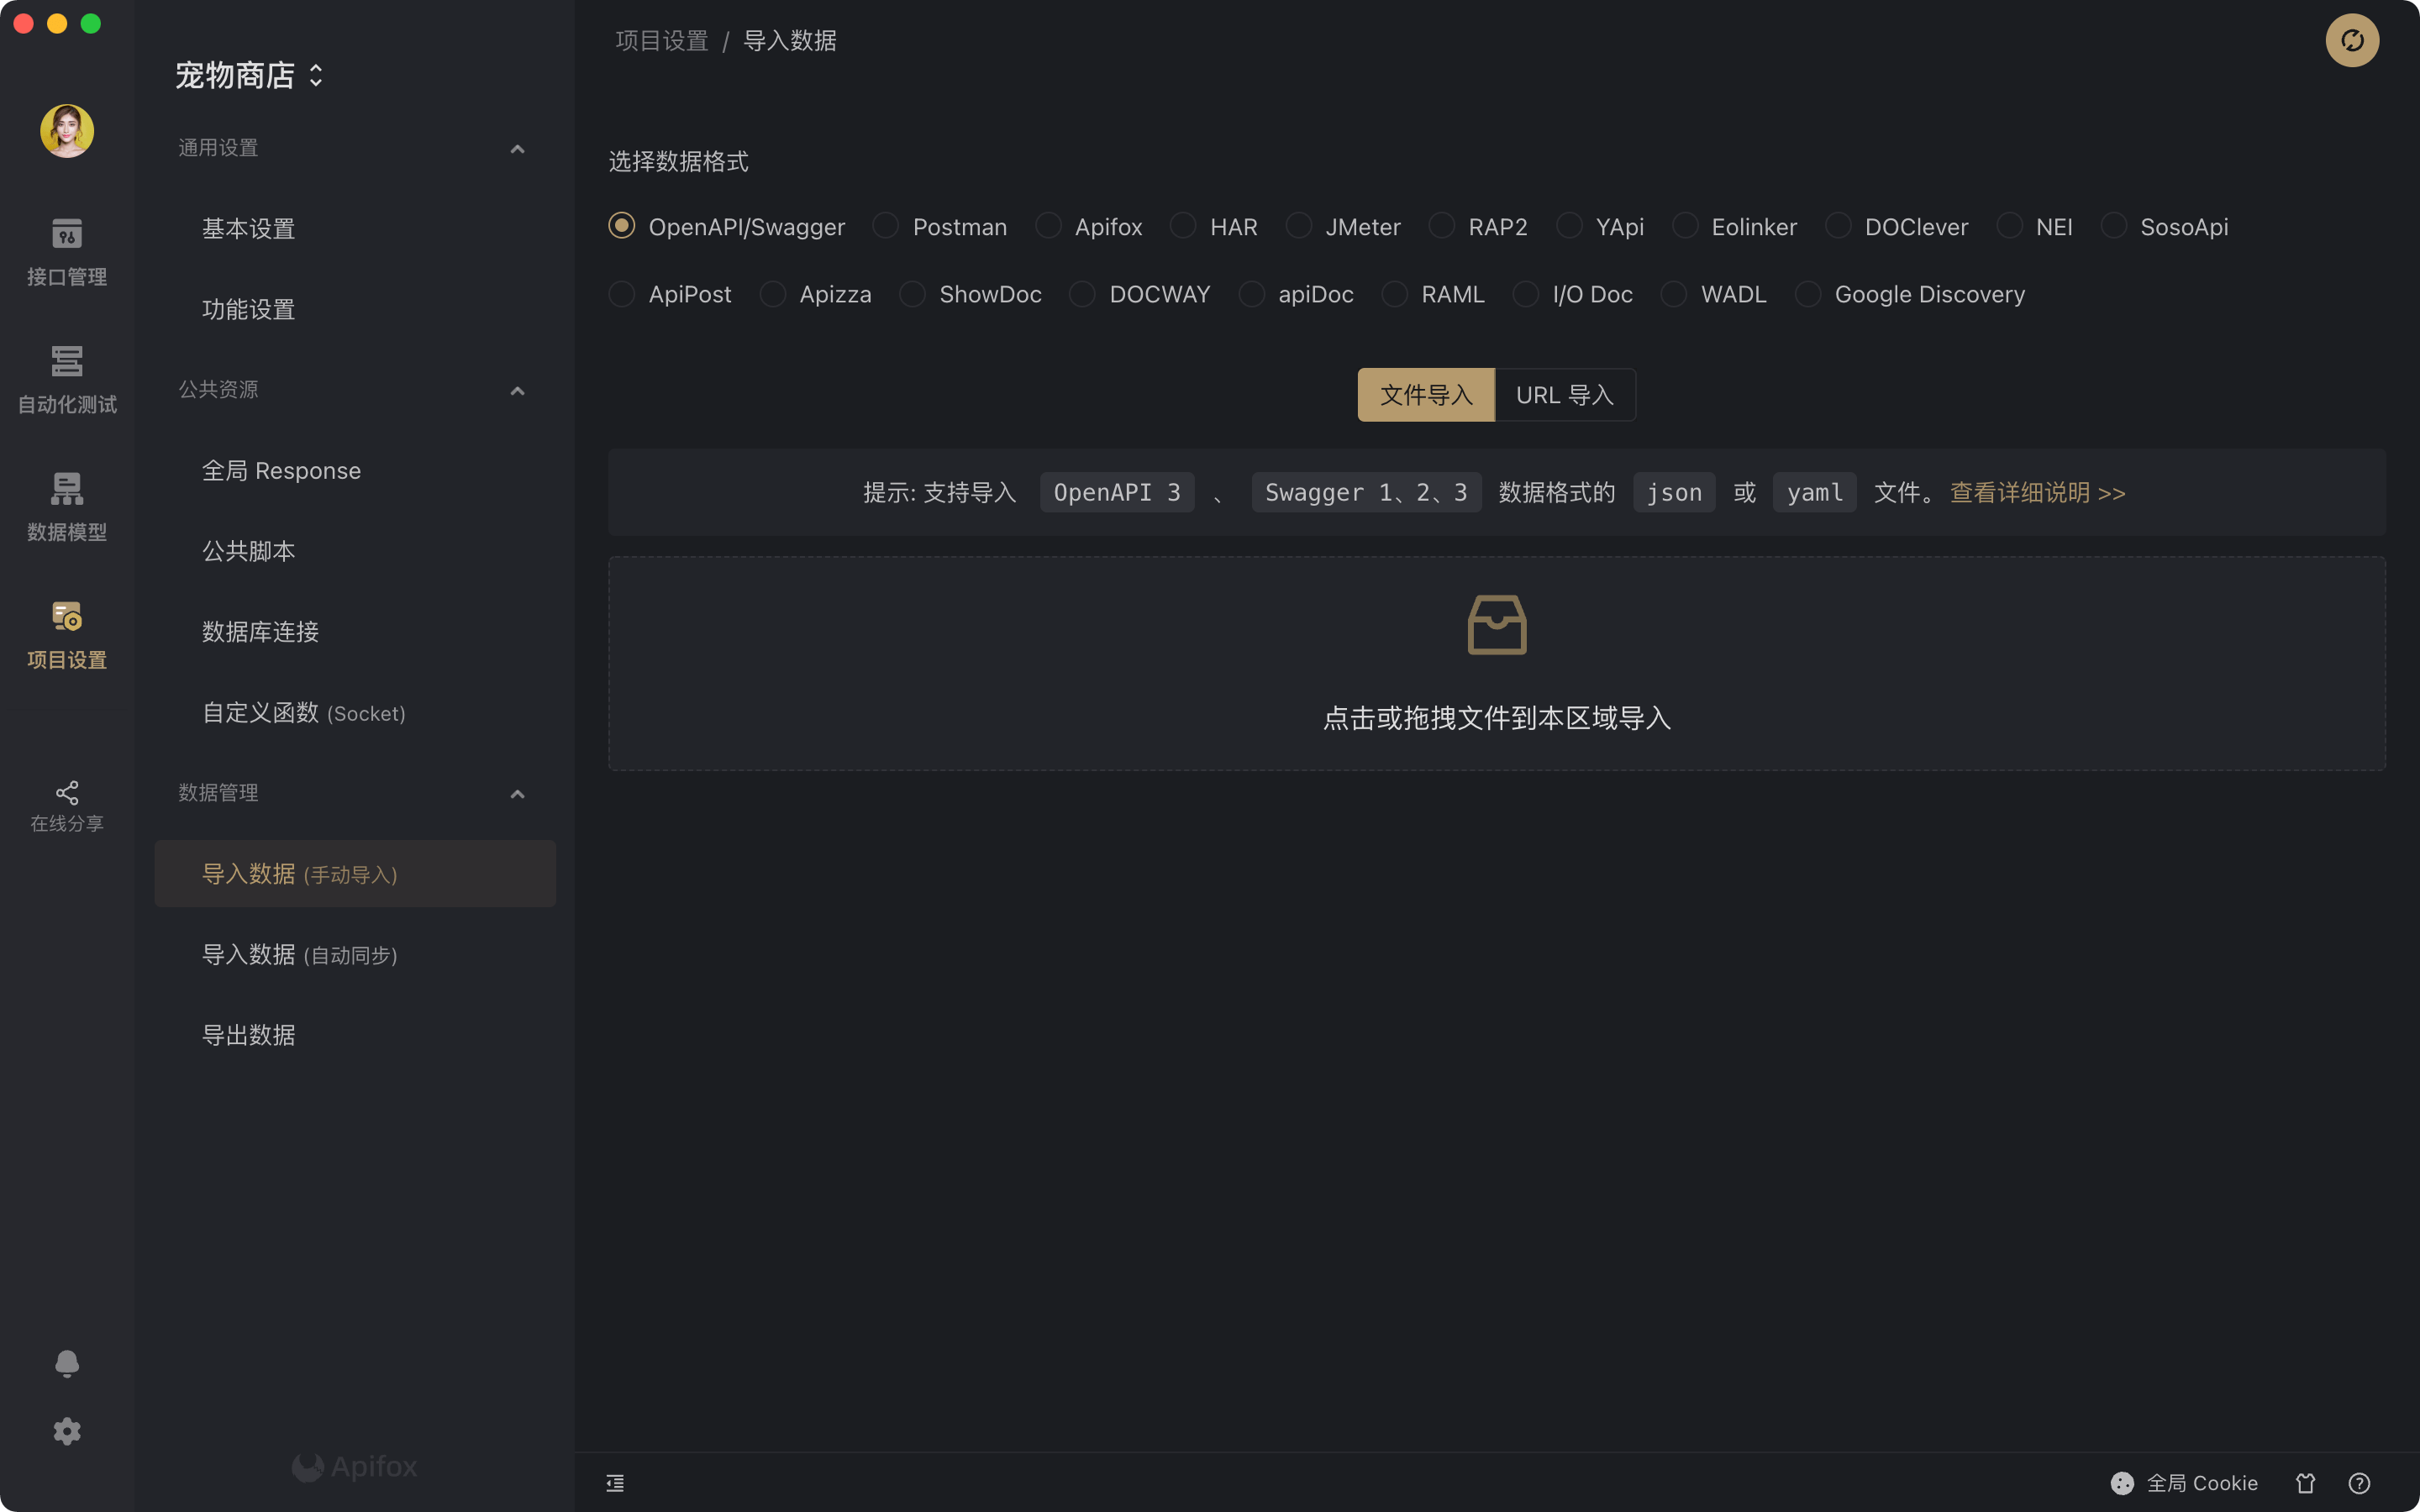 接口管理
自动化测试
数据模型
项目设置
在线分享
宠物商店
通用设置
基本设置
功能设置
公共资源
全局 Response
公共脚本
数据库连接
自定义函数 (Socket)
数据管理
导入数据 (手动导入)
导入数据 (自动同步)
导出数据
Apifox
项目设置 / 导入数据
选择数据格式
OpenAPI/Swagger Postman Apifox HAR JMeter RAP2 YApi Eolinker DOClever NEI SosoApi
ApiPost Apizza ShowDoc DOCWAY apiDoc RAML I/O Doc WADL Google Discovery
文件导入 URL 导入
提示: 支持导入 OpenAPI 3 、 Swagger 1、2、3 数据格式的 json 或 yaml 文件。 查看详细说明 >>
点击或拖拽文件到本区域导入
全局 Cookie